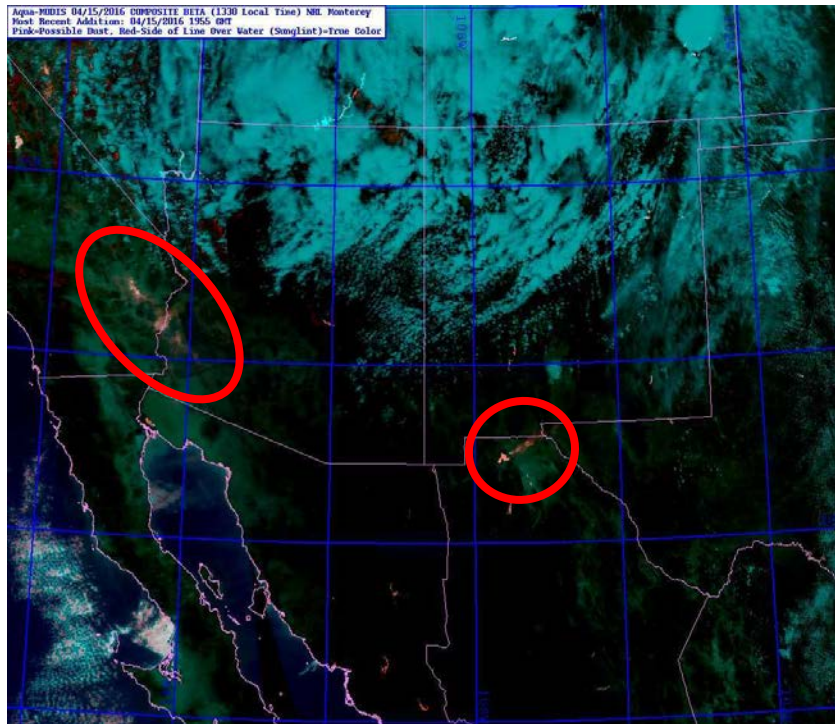 Aqua-MODIS 04/15/2016 COMPOSITE BETA (1330 Local Time) NRL Monterey
Most Recent Addition: 04/15/2016 1955 GMT
Pink=Possible Dust, Red-Side of Line Over Water (Sunglint)=True Color